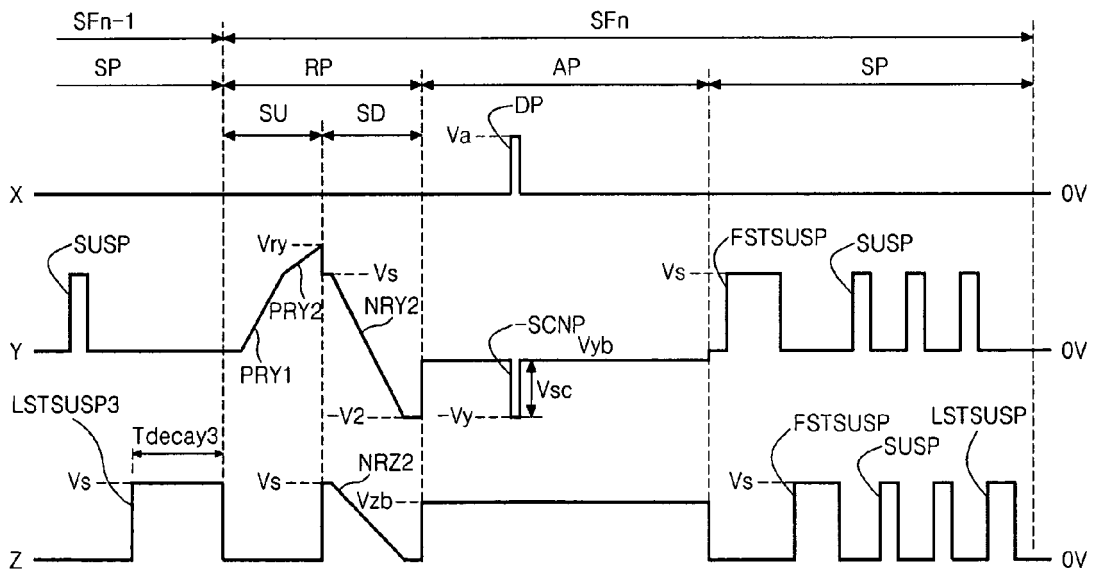 SFn-1
SFn
SP
RP
AP
SP
SU
SD
DP
Va
X
0V
SUSP
Vry
Vs
FSTSUSP
SUSP
Vs
PRY2
NRY2
-SCNP
Vyb
Y
0V
PRY1
Vsc
LSTSUSP3
-V2
-Vy
Tdecay3
FSTSUSP
LSTSUSP
SUSP
Vs
Vs
NRZ2
Vzb
Vs
Z
0V